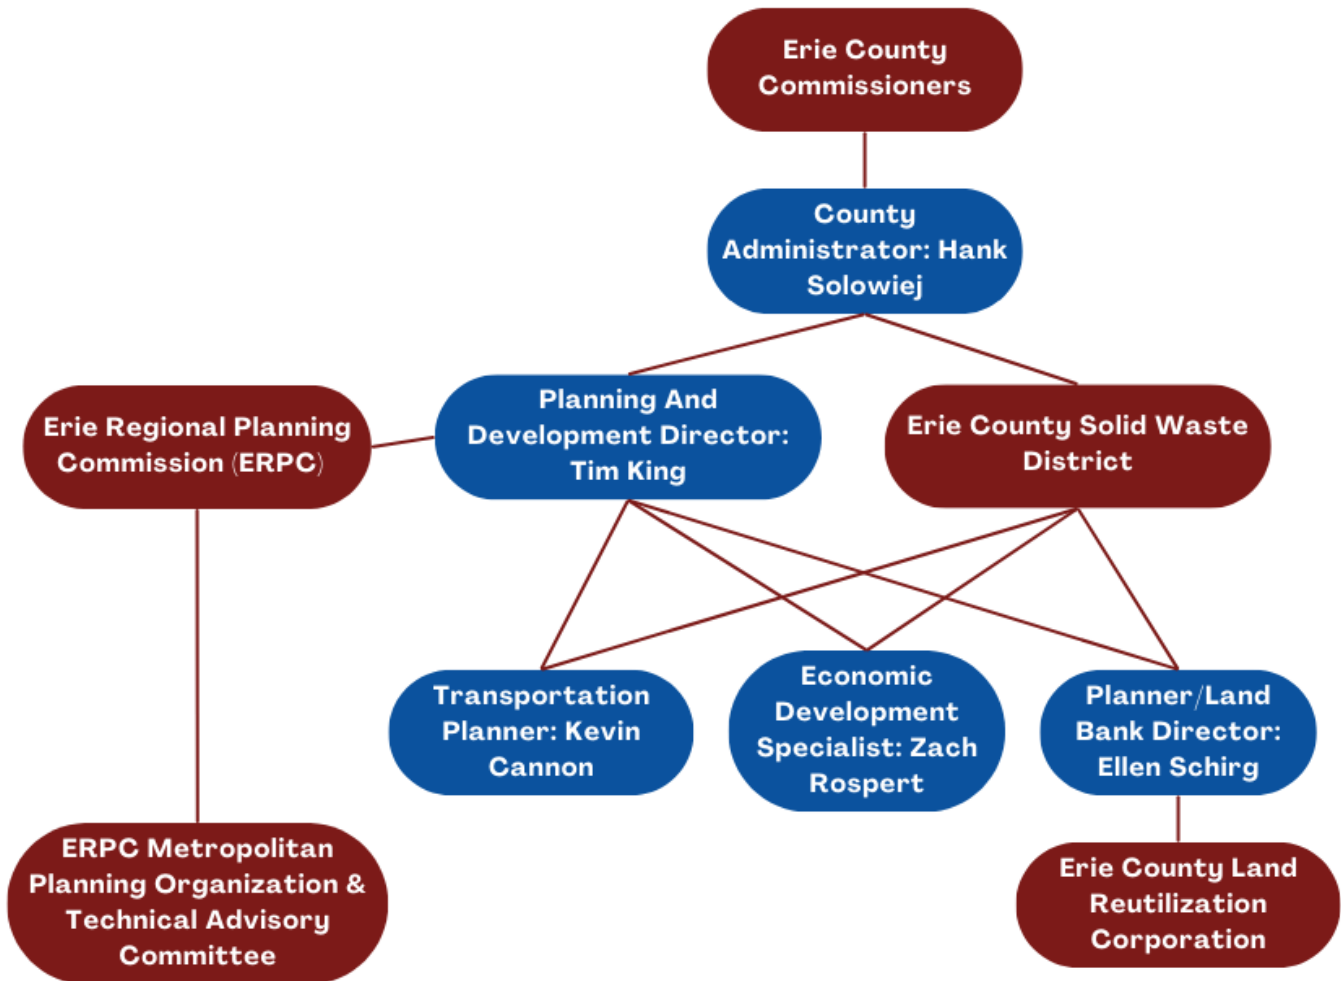 Erie County
Commissioners
County
Administrator: Hank
Solowiej
Planning And
Development Director:
Tim King
Erie County Solid Waste
District
Erie Regional Planning
Commission (ERPC)
Transportation
Planner: Kevin
Cannon
Economic
Development
Specialist: Zach
Rospert
Planner/Land
Bank Director:
Ellen Schirg
ERPC Metropolitan
Planning Organization &
Technical Advisory
Committee
Erie County Land
Reutilization
Corporation